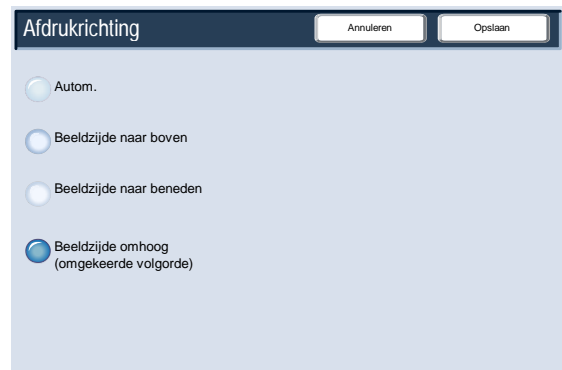 Afdrukrichting
Annuleren
Opslaan
Autom.
Beeldzijde naar boven
Beeldzijde naar beneden
Beeldzijde omhoog
(omgekeerde volgorde)